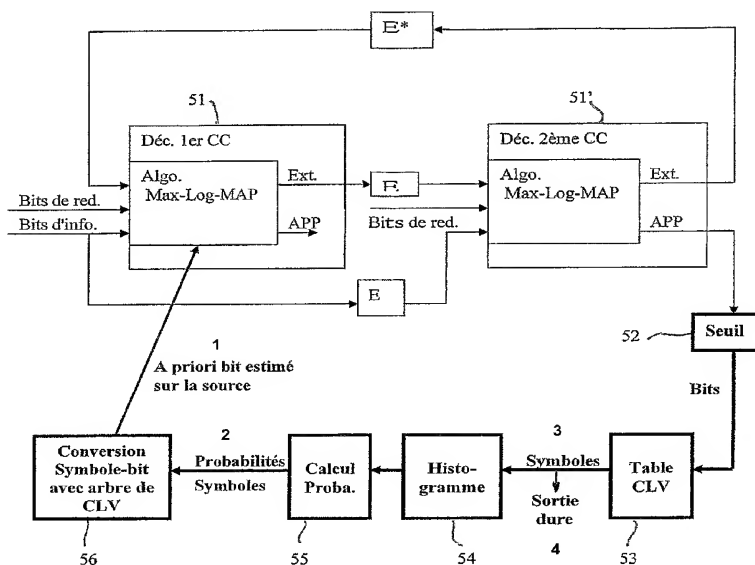 E*
51
51'
Déc. 1er CC
Déc. 2ème CC
Algo.
Max-Log-MAP
Ext.
APP
E
Algo.
Max-Log-MAP
Ext.
APP
Bits de red.
Bits d'info.
Bits de red.
E
52
Seuil
Bits
1
A priori bit estimé
sur la source
Conversion
Symbole-bit
avec arbre de
CLV
56
2
Probabilités
Symboles
Calcul
Proba.
55
Histo-
gramme
54
3
Symboles
Sortie
dure
4
Table
CLV
53